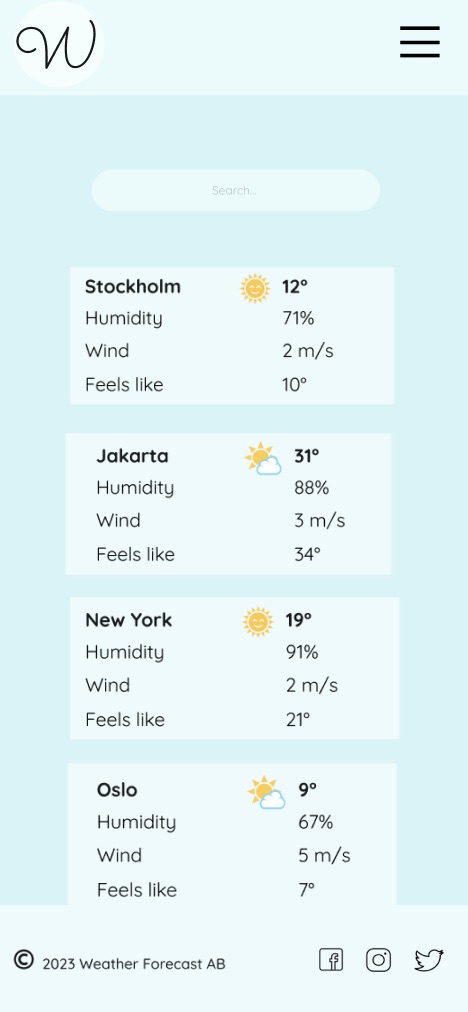 W
Search...
Stockholm 12°
Humidity 71%
Wind 2 m/s
Feels like 10°
Jakarta 31°
Humidity 88%
Wind 3 m/s
Feels like 34°
New York 19°
Humidity 91%
Wind 2 m/s
Feels like 21°
Oslo 9°
Humidity 67%
Wind 5 m/s
Feels like 7°
© 2023 Weather Forecast AB